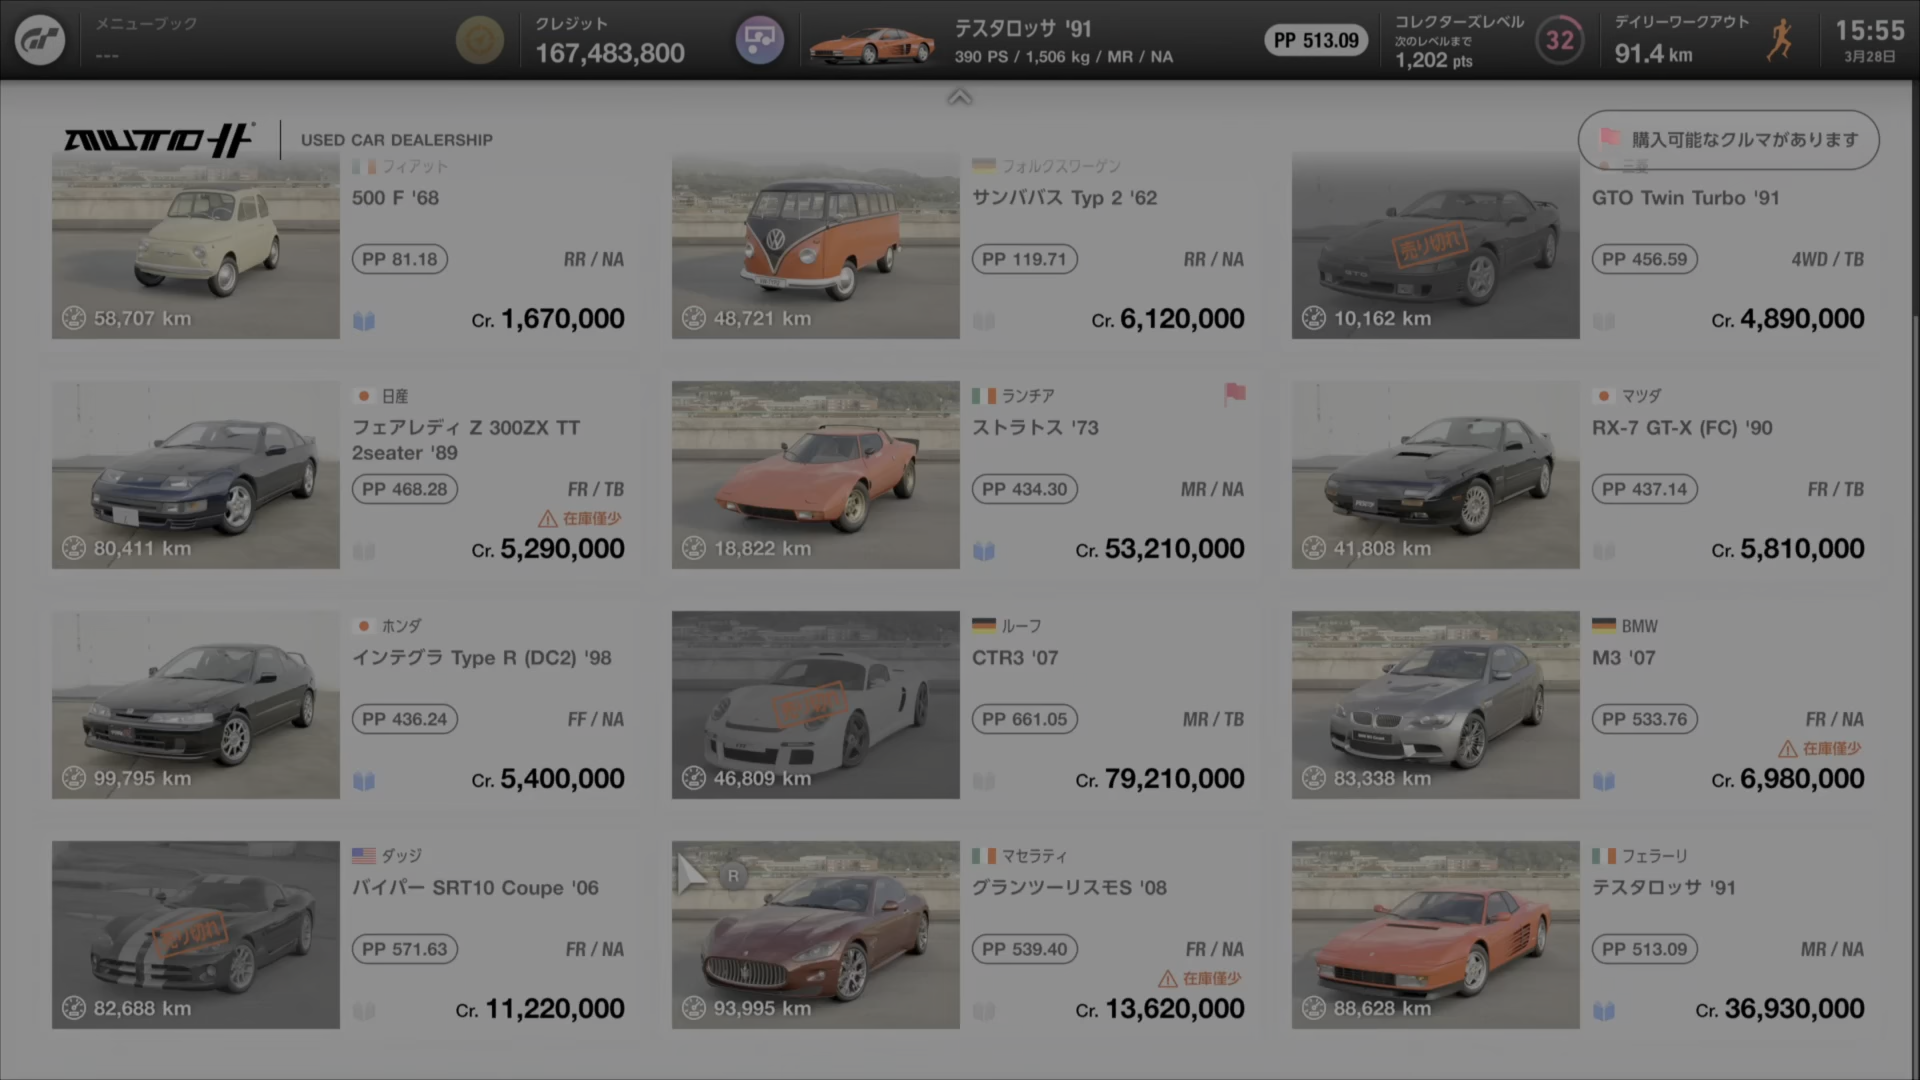 メニューブック
---
クレジット
167,483,800
テスタロッサ '91
390 PS / 1,506 kg / MR / NA
PP 513.09
コレクターズレベル
次のレベルまで
1,202 pts
32
デイリーワークアウト
91.4 km
15:55
3月28日
AUTO
USED CAR DEALERSHIP
購入可能なクルマがあります
フィアット
500 F '68
PP 81.18
RR / NA
58,707 km
Cr. 1,670,000
フォルクスワーゲン
サンババス Typ 2 '62
PP 119.71
RR / NA
48,721 km
Cr. 6,120,000
三菱
GTO Twin Turbo '91
売り切れ
PP 456.59
4WD / TB
10,162 km
Cr. 4,890,000
日産
フェアレディ Z 300ZX TT
2seater '89
PP 468.28
FR / TB
在庫僅少
80,411 km
Cr. 5,290,000
ランチア
ストラトス '73
PP 434.30
MR / NA
18,822 km
Cr. 53,210,000
マツダ
RX-7 GT-X (FC) '90
PP 437.14
FR / TB
41,808 km
Cr. 5,810,000
ホンダ
インテグラ Type R (DC2) '98
PP 436.24
FF / NA
99,795 km
Cr. 5,400,000
ルーフ
CTR3 '07
売り切れ
PP 661.05
MR / TB
46,809 km
Cr. 79,210,000
BMW
M3 '07
PP 533.76
FR / NA
在庫僅少
83,338 km
Cr. 6,980,000
ダッジ
バイパー SRT10 Coupe '06
売り切れ
PP 571.63
FR / NA
82,688 km
Cr. 11,220,000
マセラティ
R
グランツーリスモS '08
PP 539.40
FR / NA
在庫僅少
93,995 km
Cr. 13,620,000
フェラーリ
テスタロッサ '91
PP 513.09
MR / NA
88,628 km
Cr. 36,930,000